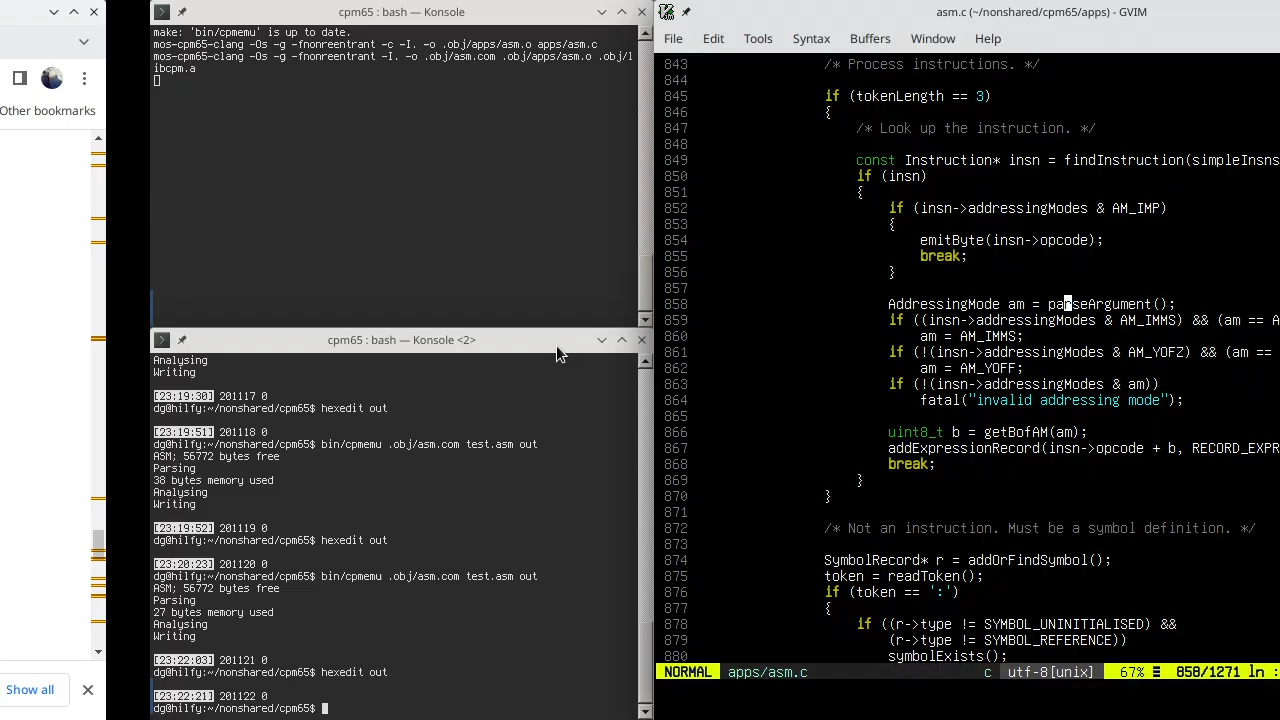 Other bookmarks
Show all
cpm65 : bash — Konsole
make: 'bin/cpmemu' is up to date.
mos-cpm65-clang -Os -g -fnonreentrant -c -I. -o .obj/apps/asm.o apps/asm.c
mos-cpm65-clang -Os -g -fnonreentrant -I. -o .obj/asm.com .obj/apps/asm.o .obj/l
ibcpm.a
cpm65 : bash — Konsole <2>
Analysing
Writing
[23:19:30] 201117 0
dg@hilfy:~/nonshared/cpm65$ hexedit out
[23:19:51] 201118 0
dg@hilfy:~/nonshared/cpm65$ bin/cpmemu .obj/asm.com test.asm out
ASM; 56772 bytes free
Parsing
38 bytes memory used
Analysing
Writing
[23:19:52] 201119 0
dg@hilfy:~/nonshared/cpm65$ hexedit out
[23:20:23] 201120 0
dg@hilfy:~/nonshared/cpm65$ bin/cpmemu .obj/asm.com test.asm out
ASM; 56772 bytes free
Parsing
27 bytes memory used
Analysing
Writing
[23:22:03] 201121 0
dg@hilfy:~/nonshared/cpm65$ hexedit out
[23:22:21] 201122 0
dg@hilfy:~/nonshared/cpm65$
asm.c (~/nonshared/cpm65/apps) - GVIM
File Edit Tools Syntax Buffers Window Help
843 /* Process instructions. */
844
845 if (tokenLength == 3)
846 {
847 /* Look up the instruction. */
848
849 const Instruction* insn = findInstruction(simpleInsns
850 if (insn)
851 {
852 if (insn->addressingModes & AM_IMP)
853 {
854 emitByte(insn->opcode);
855 break;
856 }
857
858 AddressingMode am = parseArgument();
859 if ((insn->addressingModes & AM_IMMS) && (am == A
860 am = AM_IMMS;
861 if (!(insn->addressingModes & AM_YOFZ) && (am ==
862 am = AM_YOFF;
863 if (!(insn->addressingModes & am))
864 fatal("invalid addressing mode");
865
866 uint8_t b = getBofAM(am);
867 addExpressionRecord(insn->opcode + b, RECORD_EXPR
868 break;
869 }
870 }
871
872 /* Not an instruction. Must be a symbol definition. */
873
874 SymbolRecord* r = addOrFindSymbol();
875 token = readToken();
876 if (token == ':')
877 {
878 if ((r->type != SYMBOL_UNINITIALISED) &&
879 (r->type != SYMBOL_REFERENCE))
880 symbolExists();
NORMAL apps/asm.c c utf-8[unix] 67% ☰ 858/1271 ln :